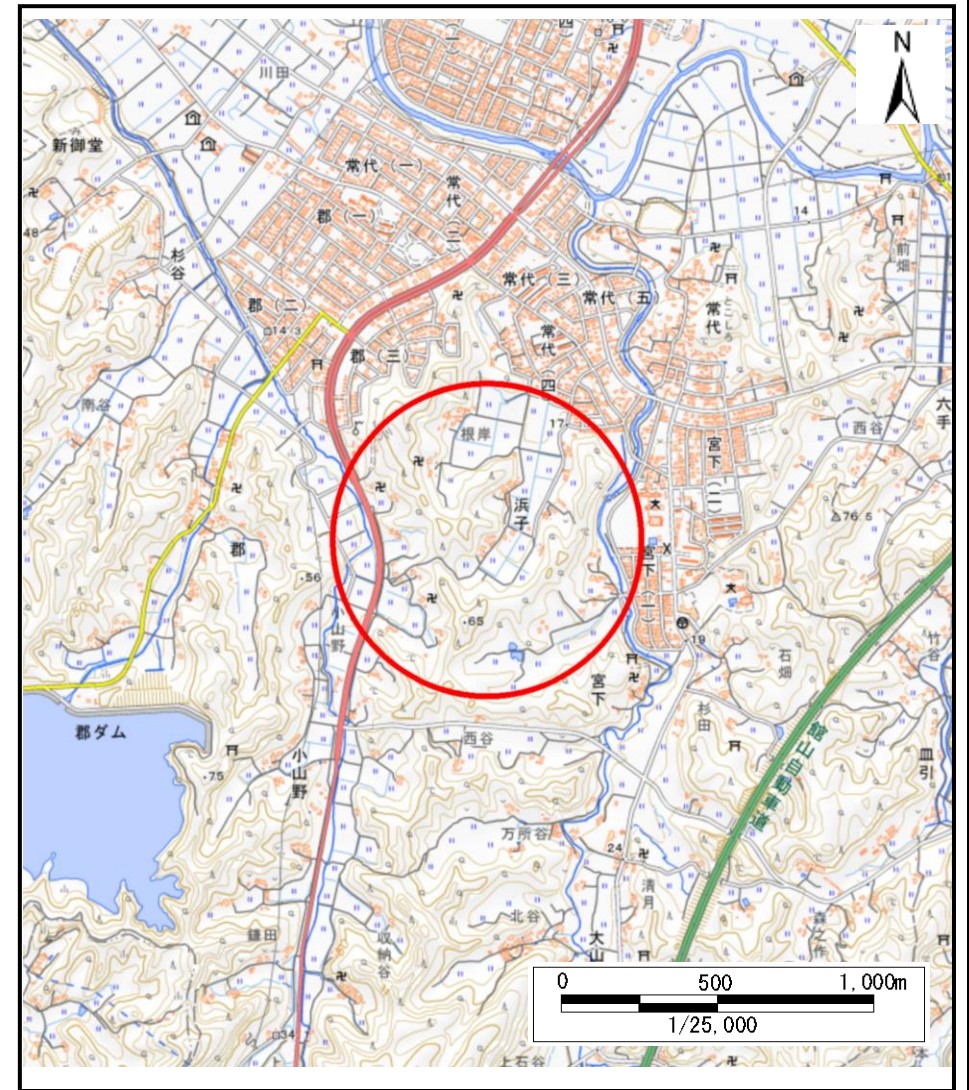 N
川田
新御堂
常代(一)
常代(二)
郡(一)
14
前畑
48
杉谷
常代(三)
常代(五)
常代
とこしろ
郡(二)
14.3
郡(三)
常代(四)
南谷
根岸
17
西谷
六手
宮下(二)
浜子
76.5
郡
56
小山野
宮下(一)
65
19
石畑
竹谷
宮下
杉田
郡ダム
西谷
館山自動車道
皿引
75
小山野
万所谷
24
清月
北谷
鎌田
収納谷
大山
森之作
34
上石谷
0 500 1,000m
1/25,000